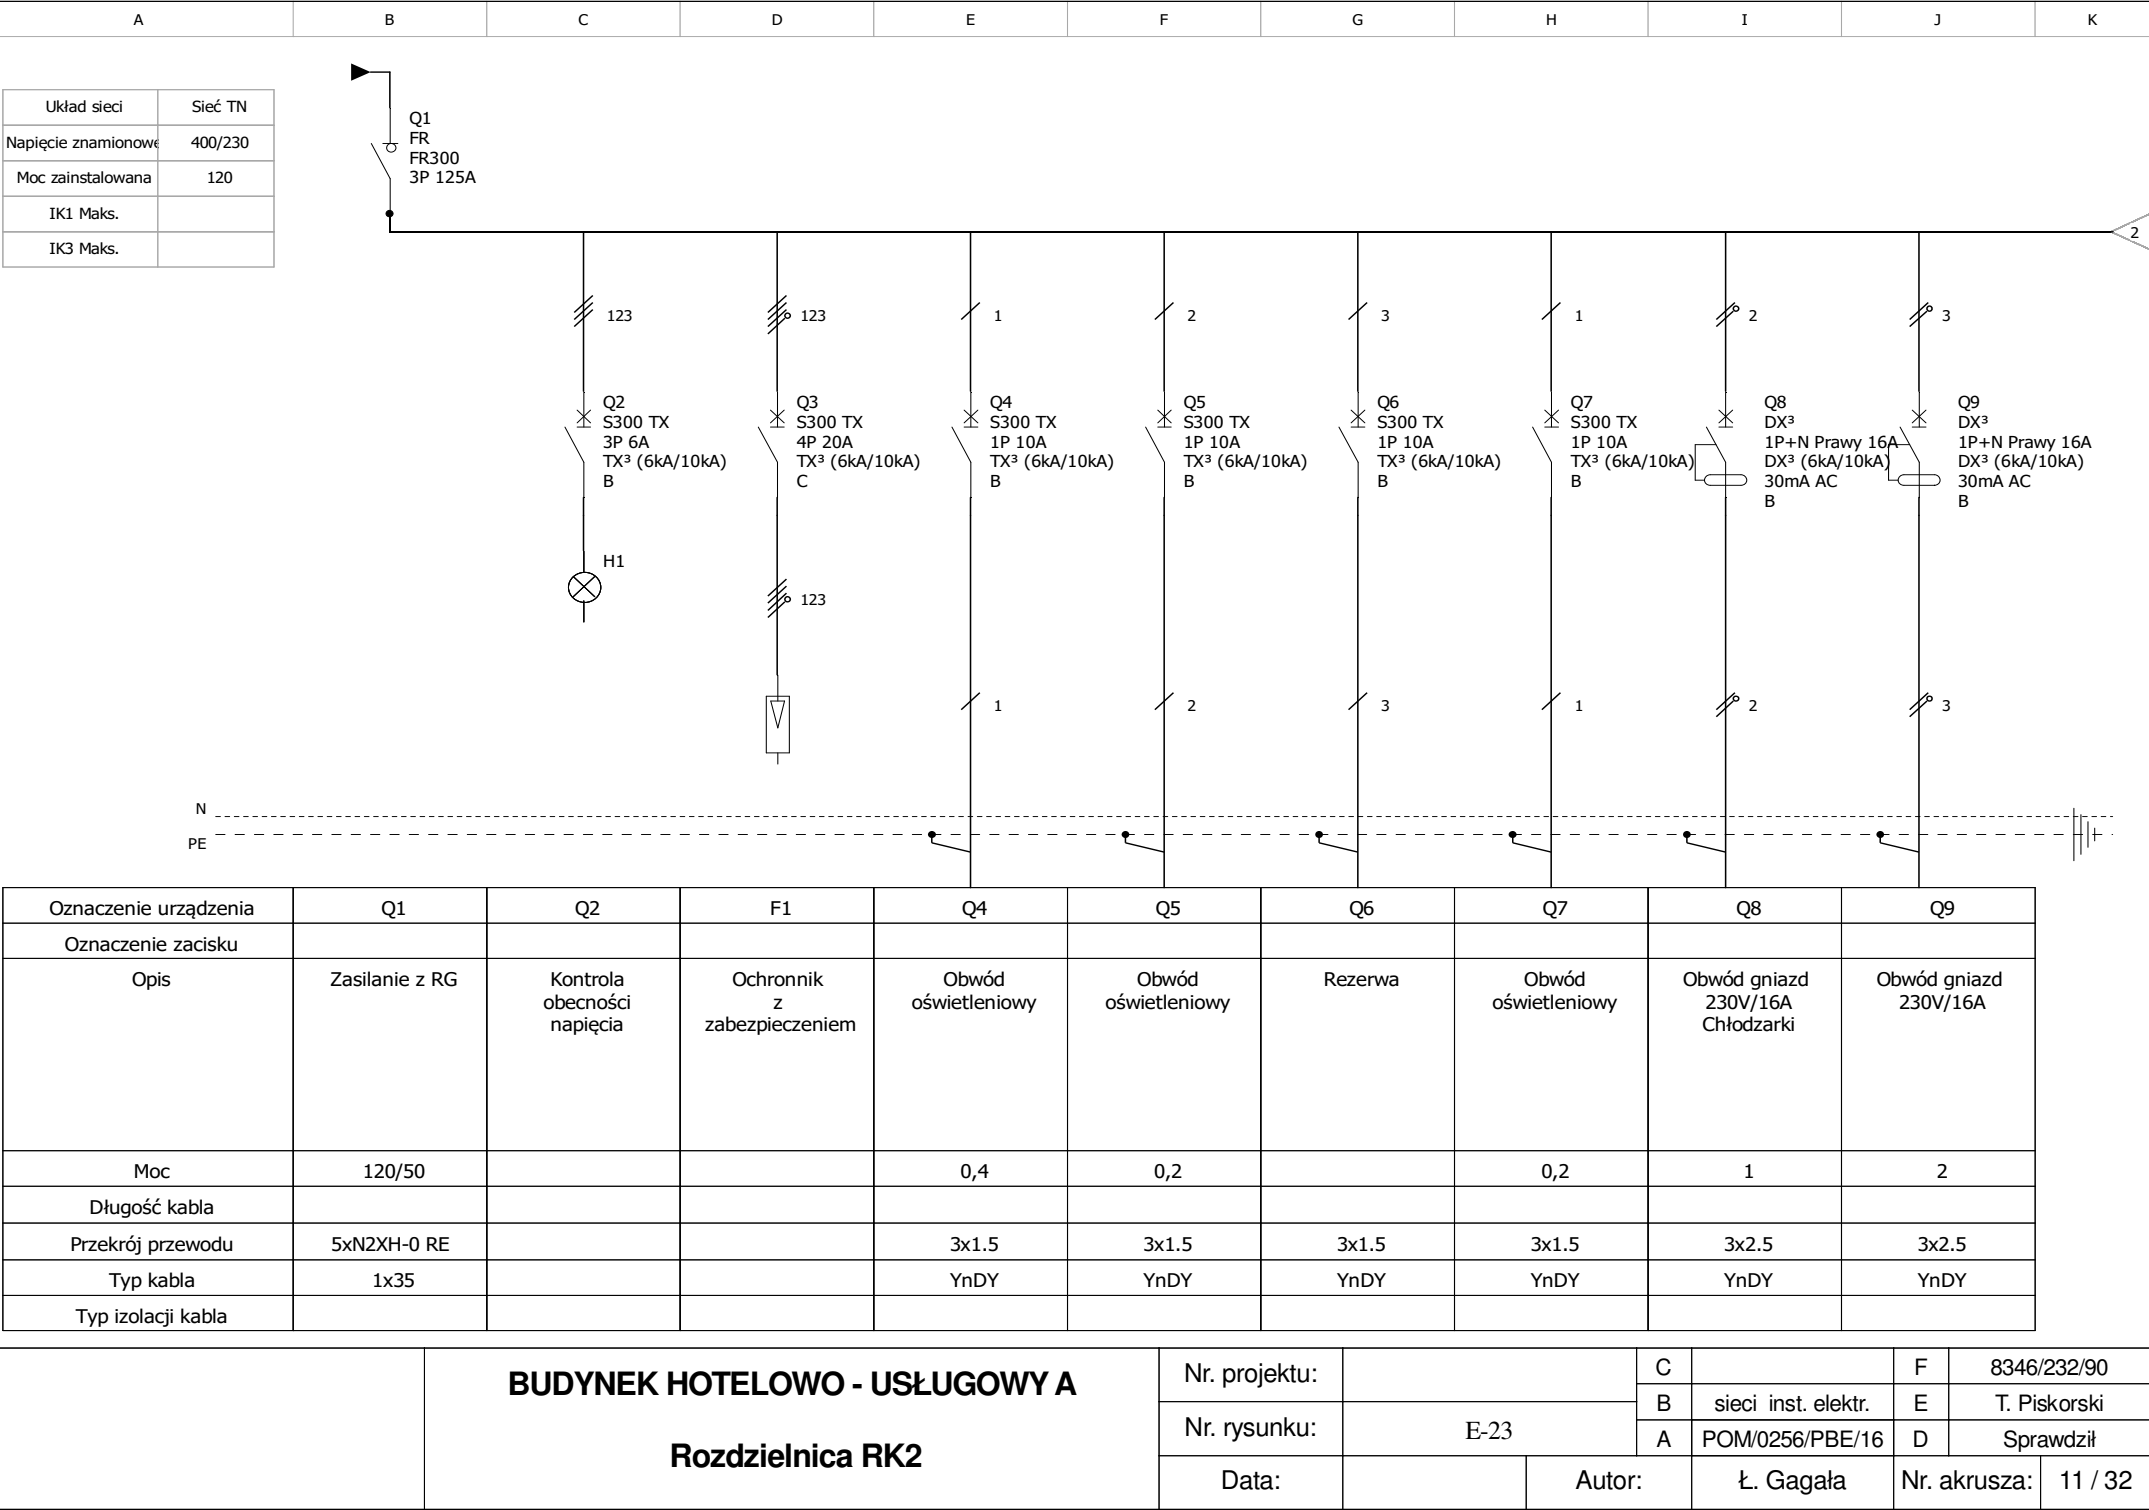 A B C D E F G H I J K
Układ sieci Sieć TN
Napięcie znamionowe 400/230
Moc zainstalowana 120
IK1 Maks.
IK3 Maks.
Q1
FR
FR300
3P 125A
2
123 123 1 2 3 1 2 3
Q2
S300 TX
3P 6A
TX³ (6kA/10kA)
B
Q3
S300 TX
4P 20A
TX³ (6kA/10kA)
C
Q4
S300 TX
1P 10A
TX³ (6kA/10kA)
B
Q5
S300 TX
1P 10A
TX³ (6kA/10kA)
B
Q6
S300 TX
1P 10A
TX³ (6kA/10kA)
B
Q7
S300 TX
1P 10A
TX³ (6kA/10kA)
B
Q8
DX³
1P+N Prawy 16A
DX³ (6kA/10kA)
30mA AC
B
Q9
DX³
1P+N Prawy 16A
DX³ (6kA/10kA)
30mA AC
B
H1
123
1 2 3 1 2 3
N
PE
Oznaczenie urządzenia Q1 Q2 F1 Q4 Q5 Q6 Q7 Q8 Q9
Oznaczenie zacisku
Opis
Zasilanie z RG
Kontrola
obecności
napięcia
Ochronnik
z
zabezpieczeniem
Obwód
oświetleniowy
Obwód
oświetleniowy
Rezerwa
Obwód
oświetleniowy
Obwód gniazd
230V/16A
Chłodzarki
Obwód gniazd
230V/16A
Moc 120/50 0,4 0,2 0,2 1 2
Długość kabla
Przekrój przewodu 5xN2XH-0 RE 3x1.5 3x1.5 3x1.5 3x1.5 3x2.5 3x2.5
Typ kabla 1x35 YnDY YnDY YnDY YnDY YnDY YnDY
Typ izolacji kabla
BUDYNEK HOTELOWO - USŁUGOWY A
Rozdzielnica RK2
Nr. projektu:
Nr. rysunku: E-23
Data:
Autor: Ł. Gagała
C F 8346/232/90
B sieci inst. elektr. E T. Piskorski
A POM/0256/PBE/16 D Sprawdził
Nr. akrusza: 11 / 32